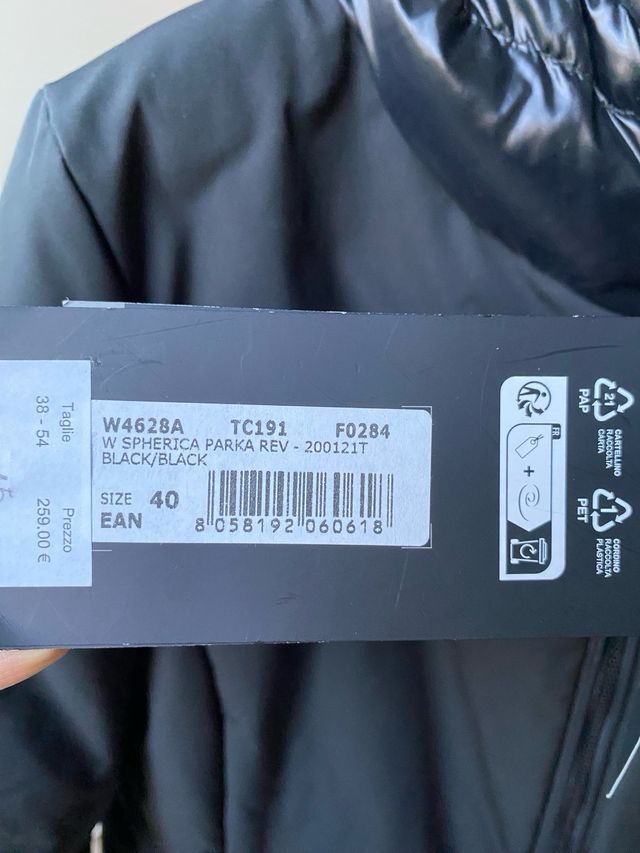 W4628A TC191 F0284
W SPHERICA PARKA REV - 200121T
BLACK/BLACK
SIZE 40
EAN
8 058192 060618
Taglie Prezzo
38 - 54 259.00 €
FR
+
21
PAP
CARTELLINO
RACCOLTA
CARTA
1
PET
CORDINO
RACCOLTA
PLASTICA